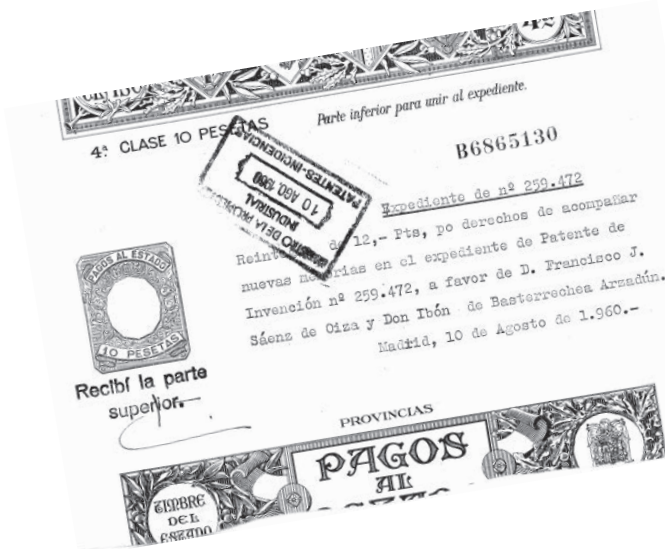 4ª
Parte inferior para unir al expediente.
4ª CLASE 10 PESETAS
B6865130
PATENTES-INCIDENCIAS
10 AGO. 1960
INDUSTRIAL
REGISTRO DE LA PROPIEDAD
Expediente de nº 259.472
de 12,- Pts, po derechos de acompañar
nuevas memorias en el expediente de Patente de
Invención nº 259.472, a favor de D. Francisco J.
Sáenz de Oiza y Don Ibón de Basterrechea Arzadún.
Madrid, 10 de Agosto de 1.960.-
PAGOS AL ESTADO
10 PESETAS
Recibí la parte
superior.-
PROVINCIAS
PAGOS
AL
TIMBRE
DEL
ESTADO